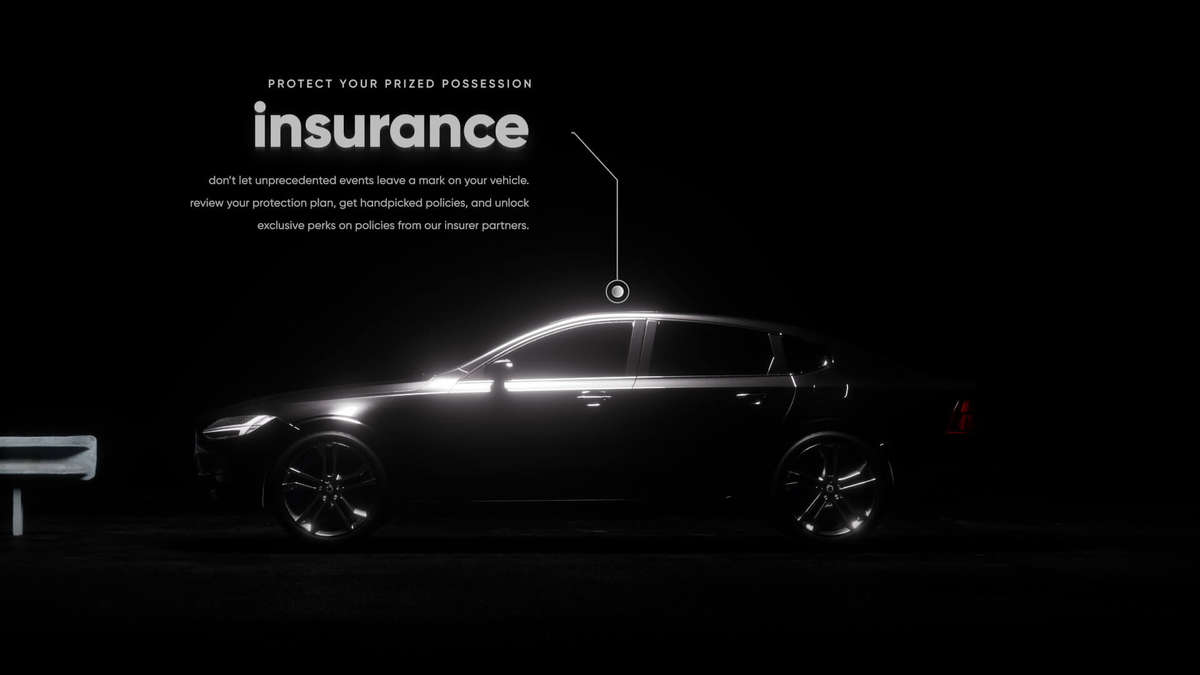 PROTECT YOUR PRIZED POSSESSION
insurance
don't let unprecedented events leave a mark on your vehicle.
review your protection plan, get handpicked policies, and unlock
exclusive perks on policies from our insurer partners.